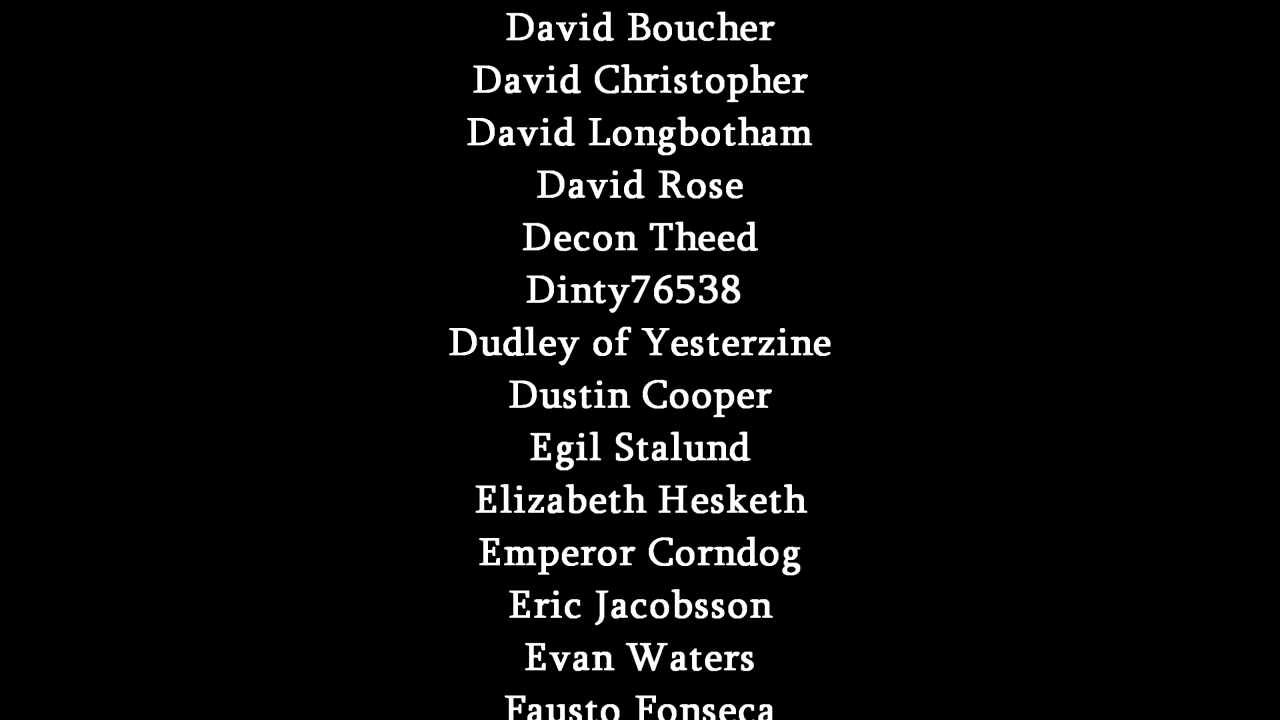 David Boucher
David Christopher
David Longbotham
David Rose
Decon Theed
Dinty76538
Dudley of Yesterzine
Dustin Cooper
Egil Stalund
Elizabeth Hesketh
Emperor Corndog
Eric Jacobsson
Evan Waters
Fausto Fonseca